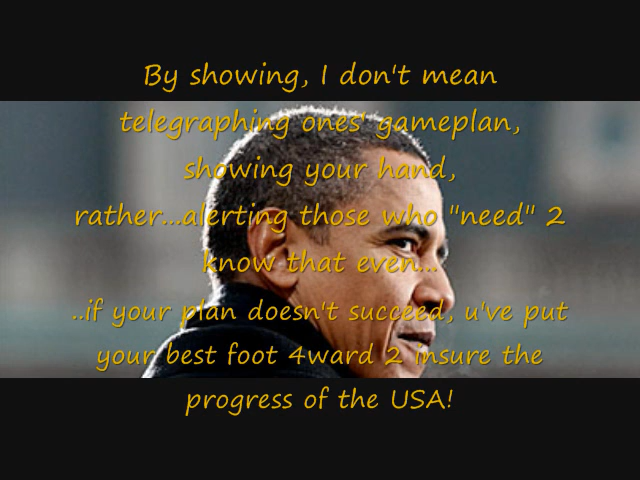 By showing, I don't mean
telegraphing ones' gameplan,
showing your hand,
rather...alerting those who "need" 2
know that even...
..if your plan doesn't succeed, u've put
your best foot 4ward 2 insure the
progress of the USA!